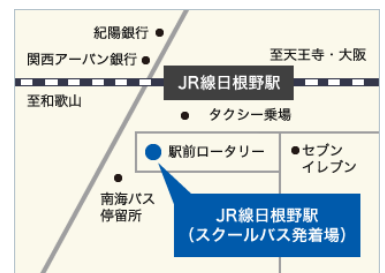 紀陽銀行
関西アーバン銀行
至天王寺・大阪
JR線日根野駅
至和歌山
タクシー乗場
駅前ロータリー
セブン
イレブン
南海バス
停留所
JR線日根野駅
(スクールバス発着場)